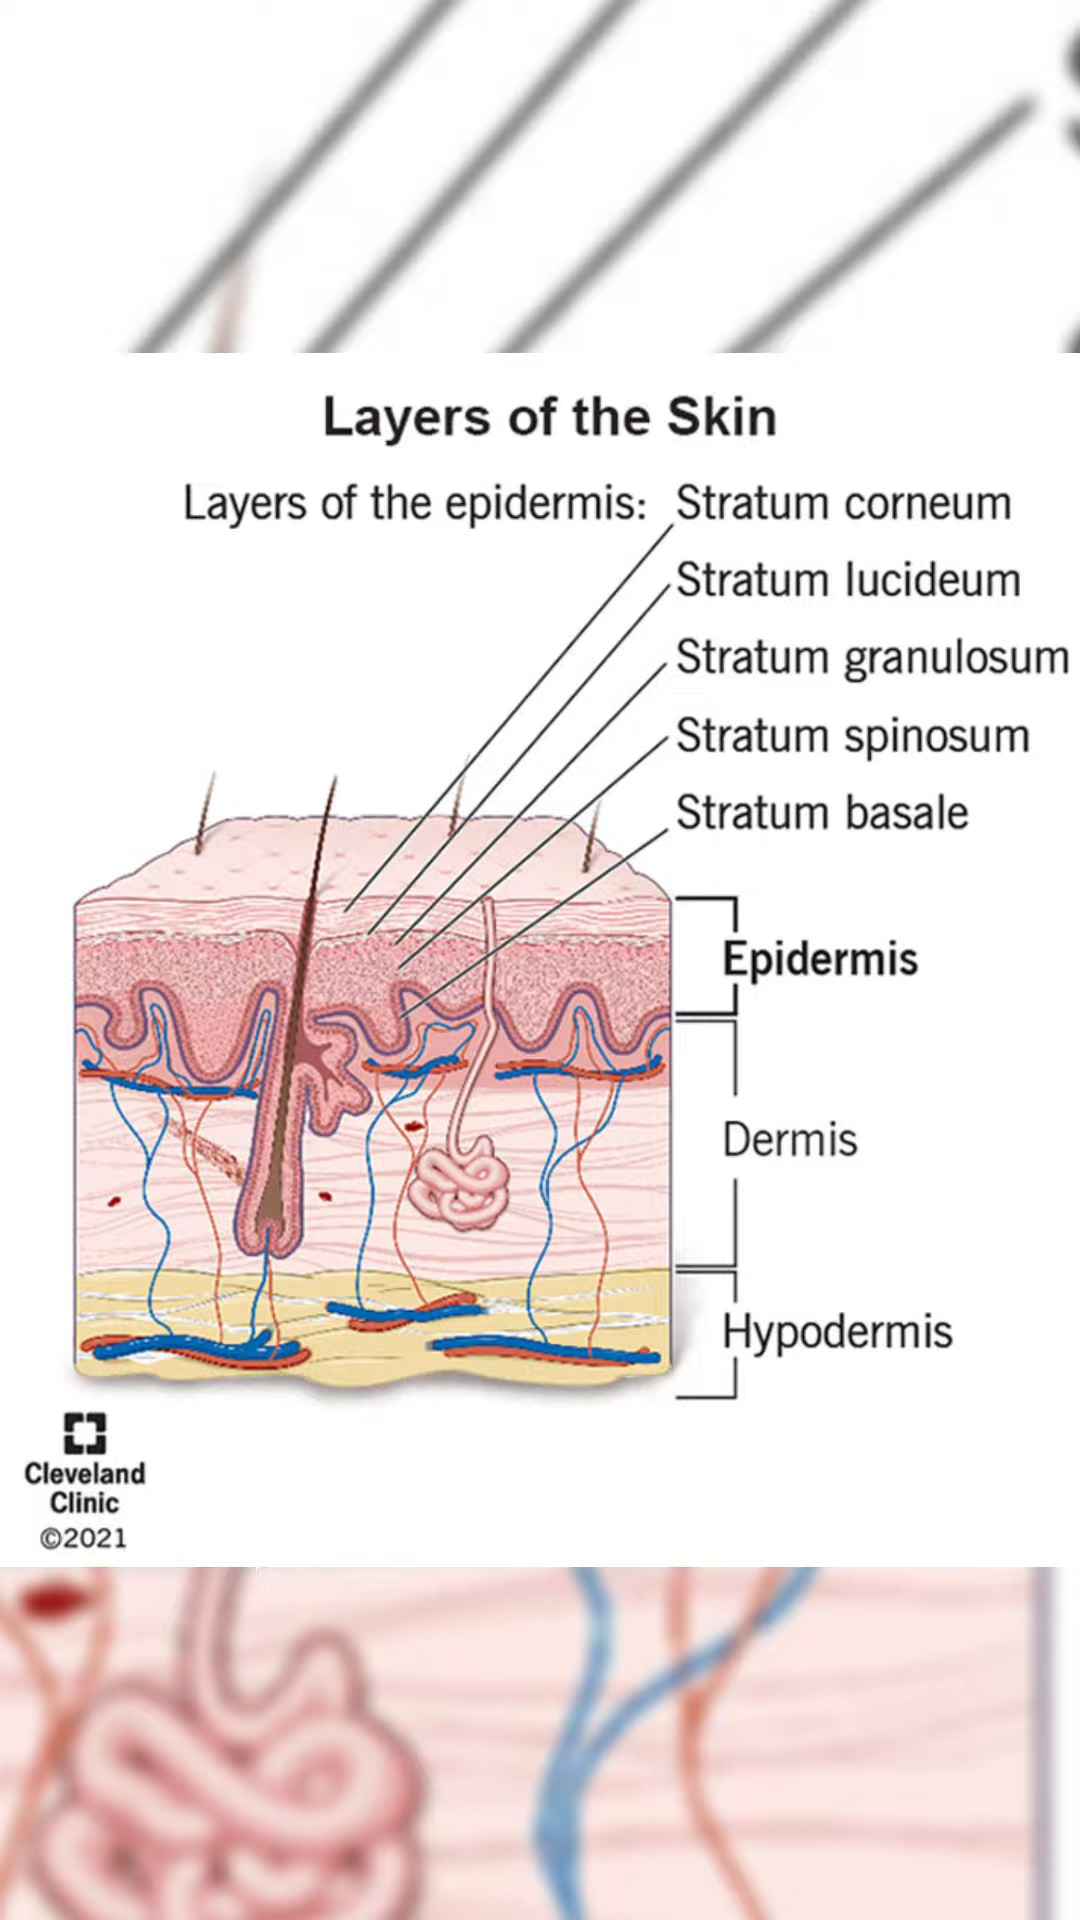 Layers of the Skin
Layers of the epidermis: Stratum corneum
Stratum lucideum
Stratum granulosum
Stratum spinosum
Stratum basale
Epidermis
Dermis
Hypodermis
Cleveland
Clinic
©2021